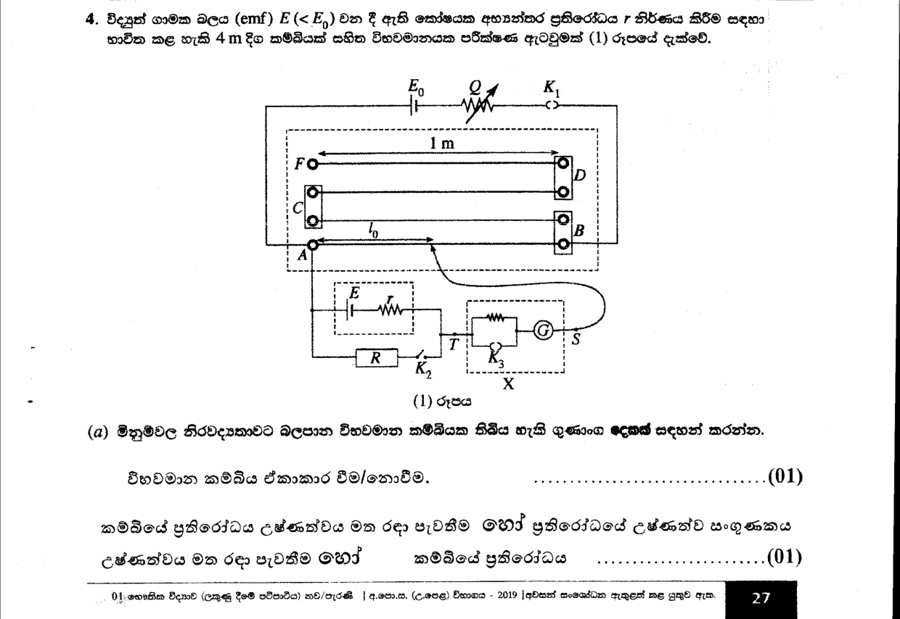 4. විද්‍යුත් ගාමක බලය (emf) E (< E₀) වන දී ඇති කෝෂයක අභ්‍යන්තර ප්‍රතිරෝධය r නිර්ණය කිරීම සඳහා
භාවිත කළ හැකි 4 m දිග කම්බියක් සහිත විභවමානයක පරීක්ෂණ ඇටවුමක් (1) රූපයේ දැක්වේ.
E₀ Q K₁
1 m
F D
C
l₀ B
A
E r
T G S
R K₂ K₃
X
(1) රූපය
(a) මිනුම්වල නිරවද්‍යතාවට බලපාන විභවමාන කම්බියක තිබිය හැකි ගුණාංග දෙකක් සඳහන් කරන්න.
විභවමාන කම්බිය ඒකාකාර වීම/නොවීම. ................................(01)
කම්බියේ ප්‍රතිරෝධය උෂ්ණත්වය මත රඳා පැවතීම හෝ ප්‍රතිරෝධයේ උෂ්ණත්ව සංගුණකය
උෂ්ණත්වය මත රඳා පැවතීම හෝ කම්බියේ ප්‍රතිරෝධය .......................(01)
01 භෞතික විද්‍යාව (ලකුණු දීමේ පටිපාටිය) නව/පැරණි | අ.පො.ස. (උ.පෙළ) විභාගය - 2019 | අවසන් සංශෝධන ඇතුළත් කළ යුතුව ඇත. 27